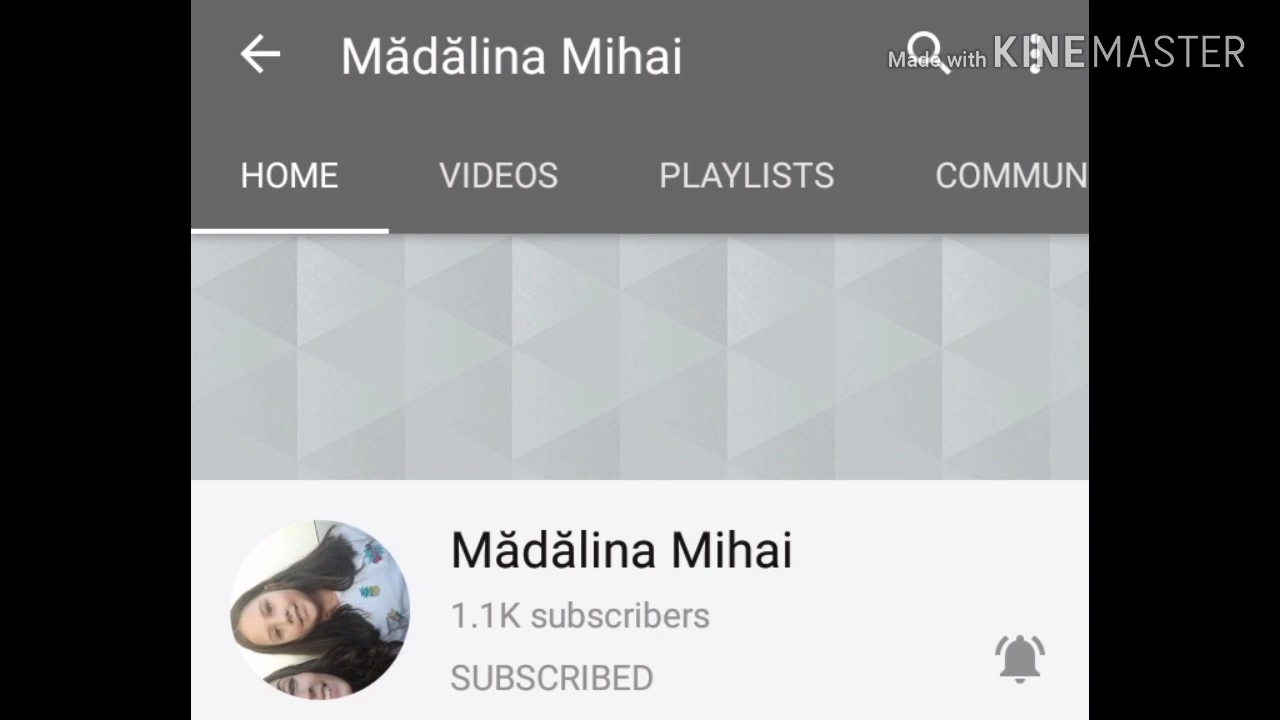 Mădălina Mihai
Made with KINEMASTER
HOME VIDEOS PLAYLISTS COMMUN
Mădălina Mihai
1.1K subscribers
SUBSCRIBED